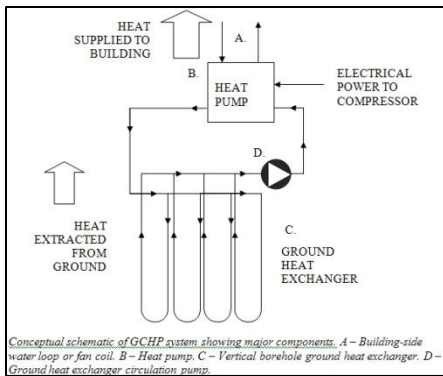 HEAT
SUPPLIED TO
BUILDING
A.
B.
HEAT
PUMP
ELECTRICAL
POWER TO
COMPRESSOR
D.
HEAT
EXTRACTED
FROM
GROUND
C.
GROUND
HEAT
EXCHANGER
Conceptual schematic of GCHP system showing major components. A – Building-side
water loop or fan coil. B – Heat pump. C – Vertical borehole ground heat exchanger. D –
Ground heat exchanger circulation pump.